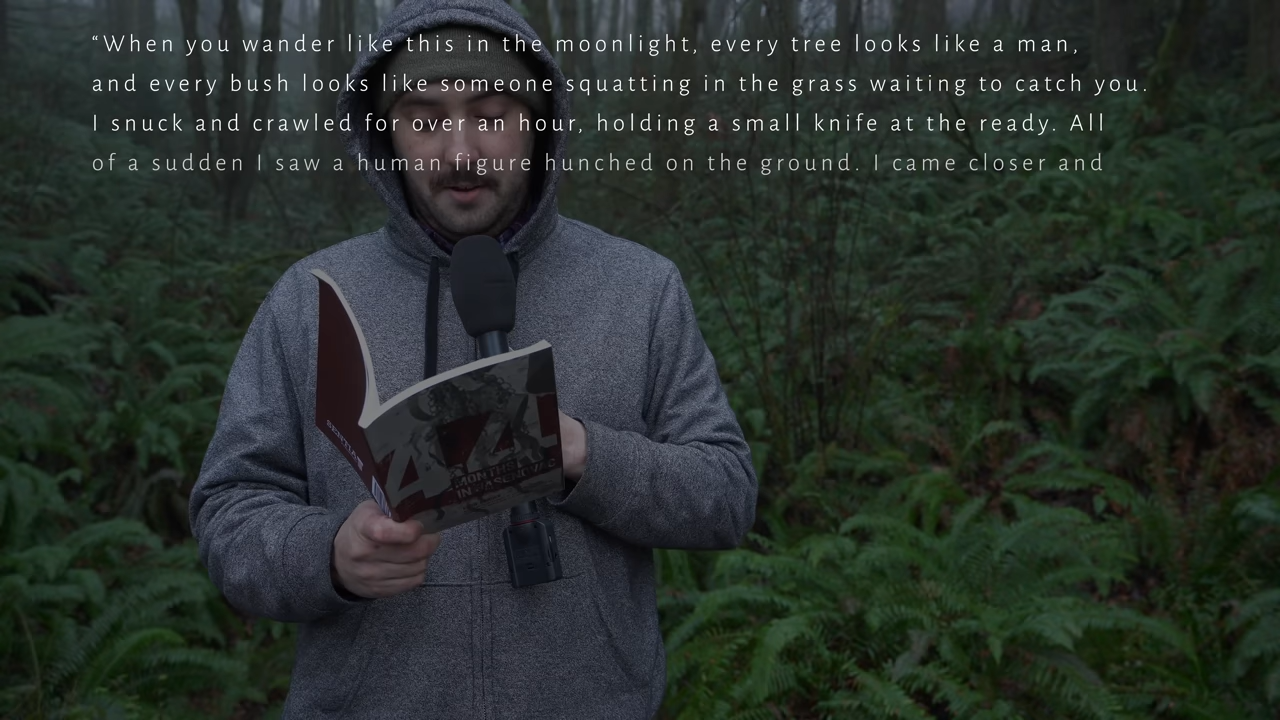 “When you wander like this in the moonlight, every tree looks like a man,
and every bush looks like someone squatting in the grass waiting to catch you.
I snuck and crawled for over an hour, holding a small knife at the ready. All
of a sudden I saw a human figure hunched on the ground. I came closer and
MONTHS